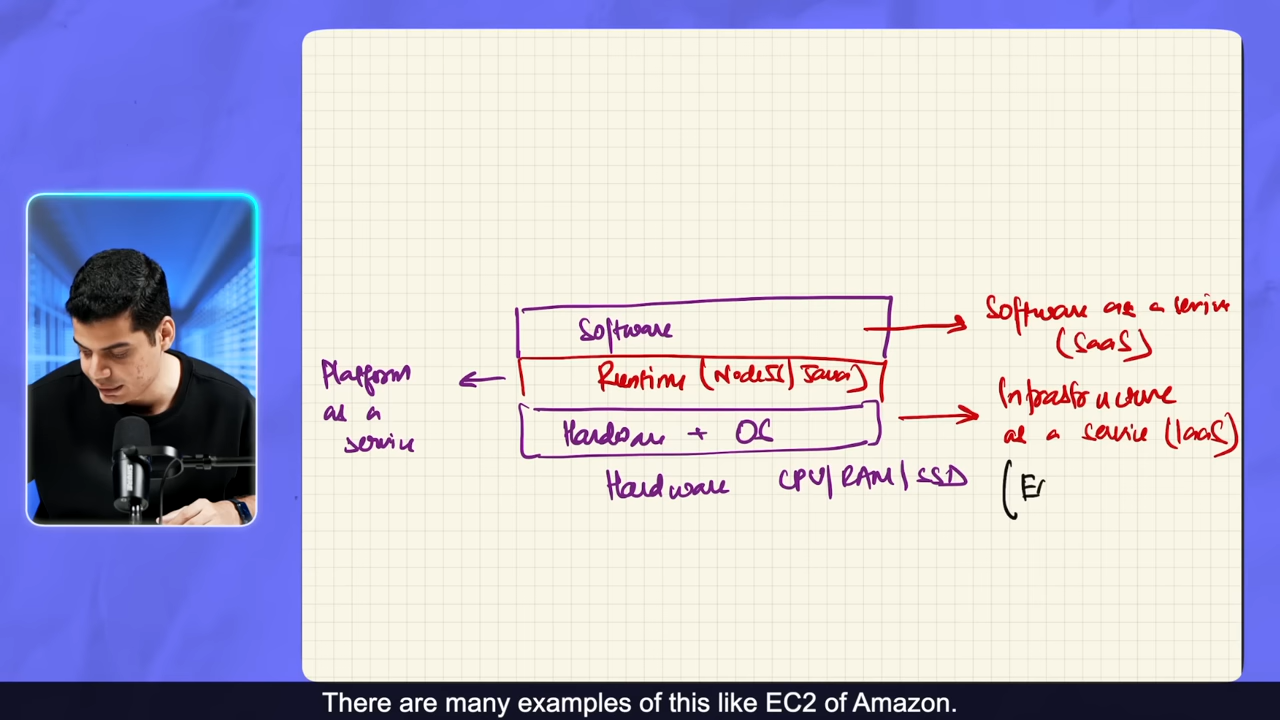 Software
Software as a service
(SaaS)
Platform
as a
service
Runtime (NodeJS | Java)
Infrastructure
as a service (IaaS)
Hardware + OS
Hardware CPU/RAM/SSD
(E
There are many examples of this like EC2 of Amazon.